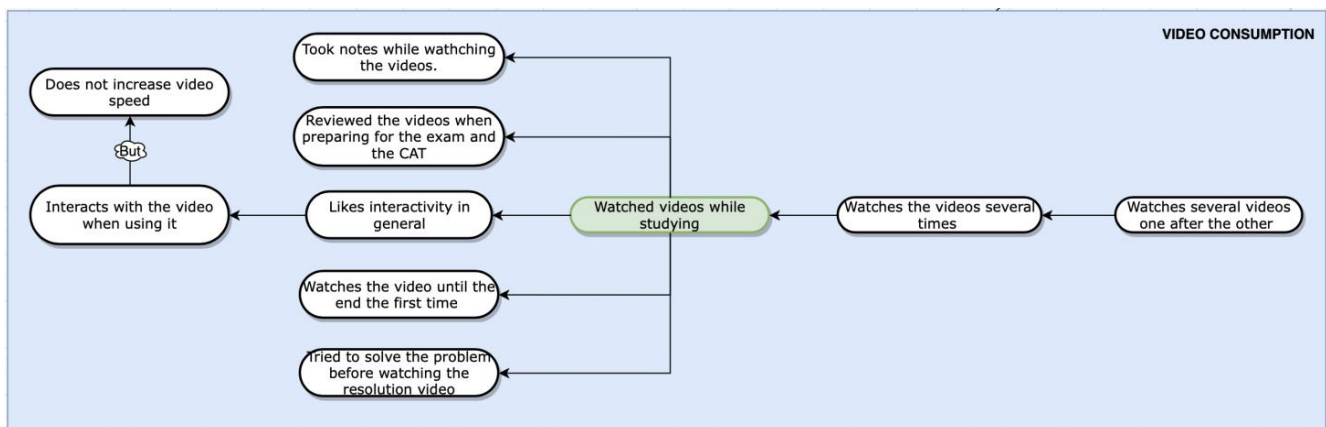 VIDEO CONSUMPTION
Took notes while wathching
the videos.
Does not increase video
speed
But
Reviewed the videos when
preparing for the exam and
the CAT
Interacts with the video
when using it
Likes interactivity in
general
Watched videos while
studying
Watches the videos several
times
Watches several videos
one after the other
Watches the video until the
end the first time
Tried to solve the problem
before watching the
resolution video